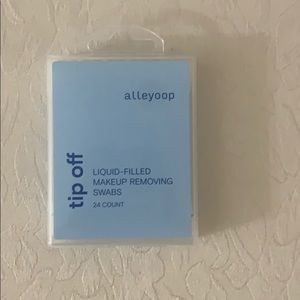 alleyoop
tip off
LIQUID-FILLED
MAKEUP REMOVING
SWABS
24 COUNT